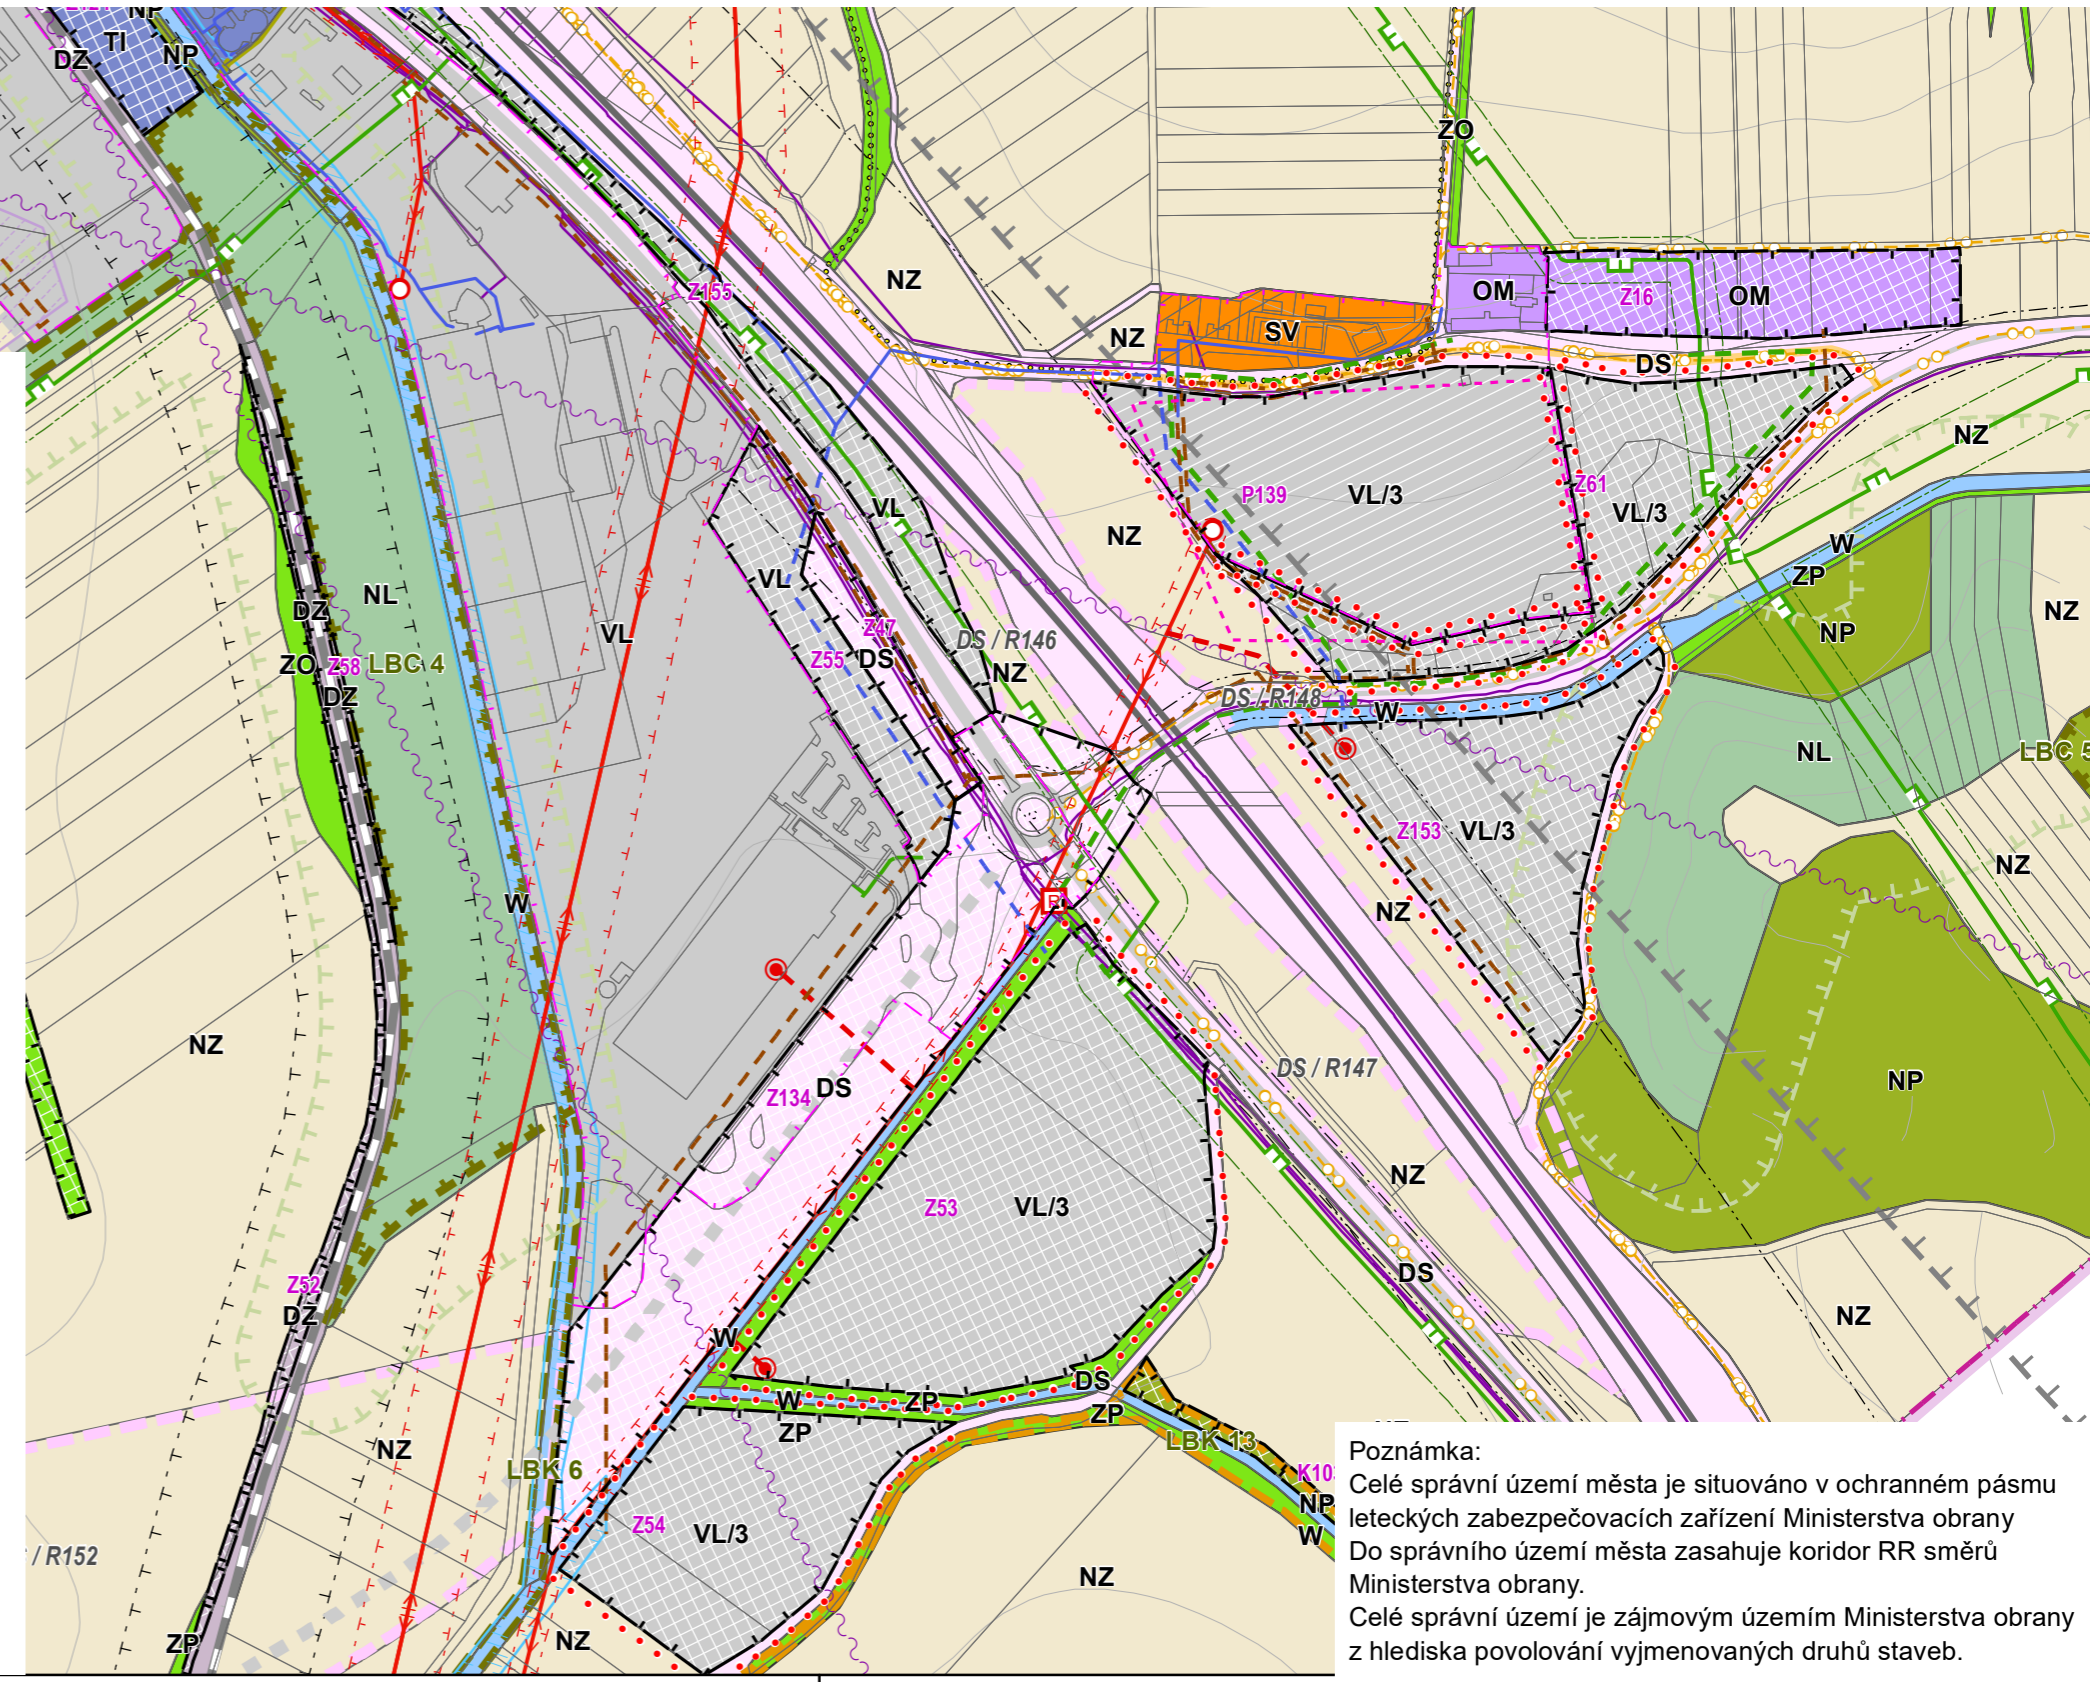 NP
TI
DZ
NP
ZO
NZ
Z155
OM
Z16
OM
NZ
SV
DS
NZ
VL
P139
VL/3
Z61
VL/3
NZ
W
ZP
NP
NZ
VL
DZ
NL
VL
Z47
DS / R146
Z55
DS
NZ
ZO
Z58
LBC 4
DZ
DS / R148
W
NL
LBC 5
Z153
VL/3
NZ
W
R
NZ
NZ
DS / R147
NP
Z134
DS
NZ
Z53
VL/3
DS
Z52
DZ
NZ
W
DS
W
ZP
ZP
ZP
NZ
LBK 13
LBK 6
K10
NP
W
Z54
VL/3
/ R152
NZ
ZP
NZ
Poznámka:
Celé správní území města je situováno v ochranném pásmu
leteckých zabezpečovacích zařízení Ministerstva obrany
Do správního území města zasahuje koridor RR směrů
Ministerstva obrany.
Celé správní území je zájmovým územím Ministerstva obrany
z hlediska povolování vyjmenovaných druhů staveb.